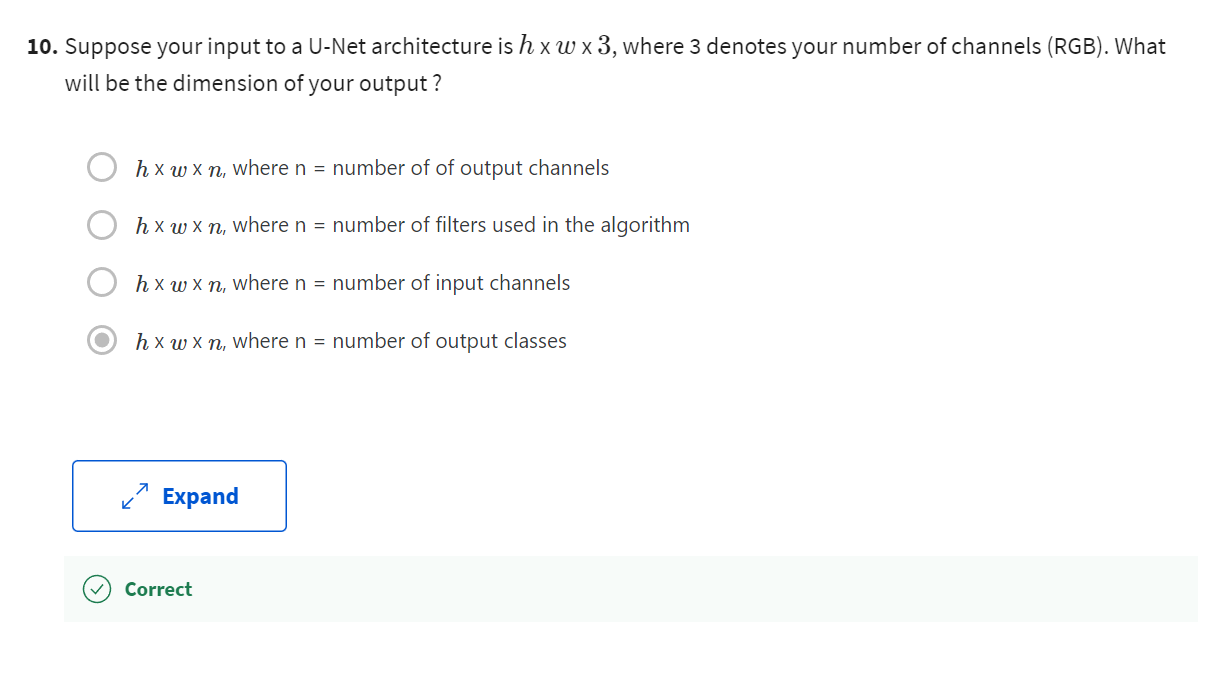 10. Suppose your input to a U-Net architecture is h x w x 3, where 3 denotes your number of channels (RGB). What
will be the dimension of your output ?
h x w x n, where n = number of of output channels
h x w x n, where n = number of filters used in the algorithm
h x w x n, where n = number of input channels
h x w x n, where n = number of output classes
Expand
Correct